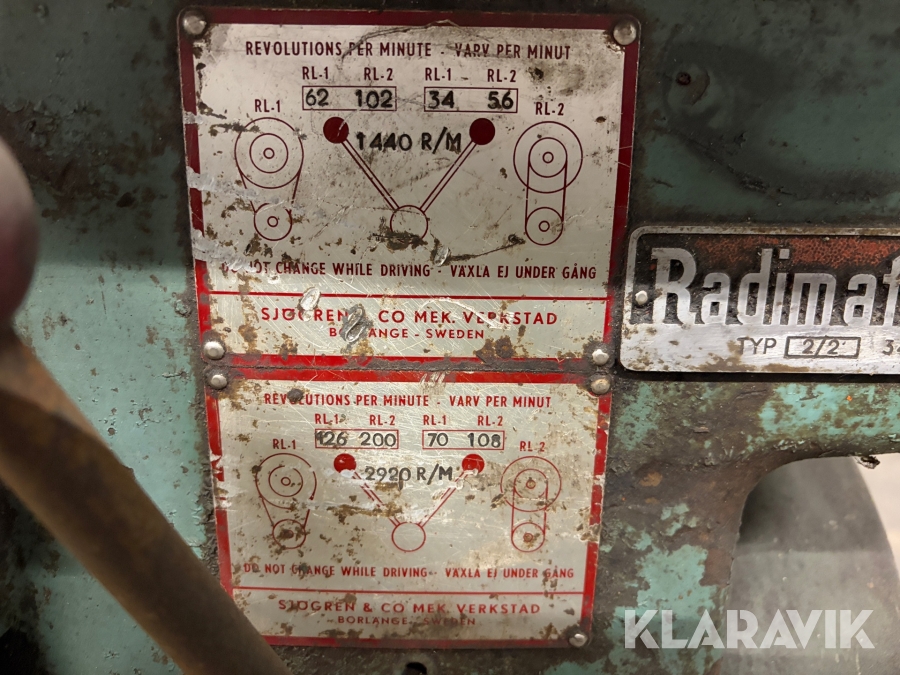 REVOLUTIONS PER MINUTE - VARV PER MINUT
RL-1 RL-2 RL-1 RL-2
62 102 34 56
RL-1 RL-2
1440 R/M
DO NOT CHANGE WHILE DRIVING - VÄXLA EJ UNDER GÅNG
SJÖGREN & CO MEK. VERKSTAD
BORLÄNGE - SWEDEN
Radimat
TYP 2/2
REVOLUTIONS PER MINUTE - VARV PER MINUT
RL-1 RL-2 RL-1 RL-2
126 200 70 108
RL-1 RL-2
2920 R/M
DO NOT CHANGE WHILE DRIVING - VÄXLA EJ UNDER GÅNG
SJÖGREN & CO MEK. VERKSTAD
BORLÄNGE - SWEDEN
KLARAVIK